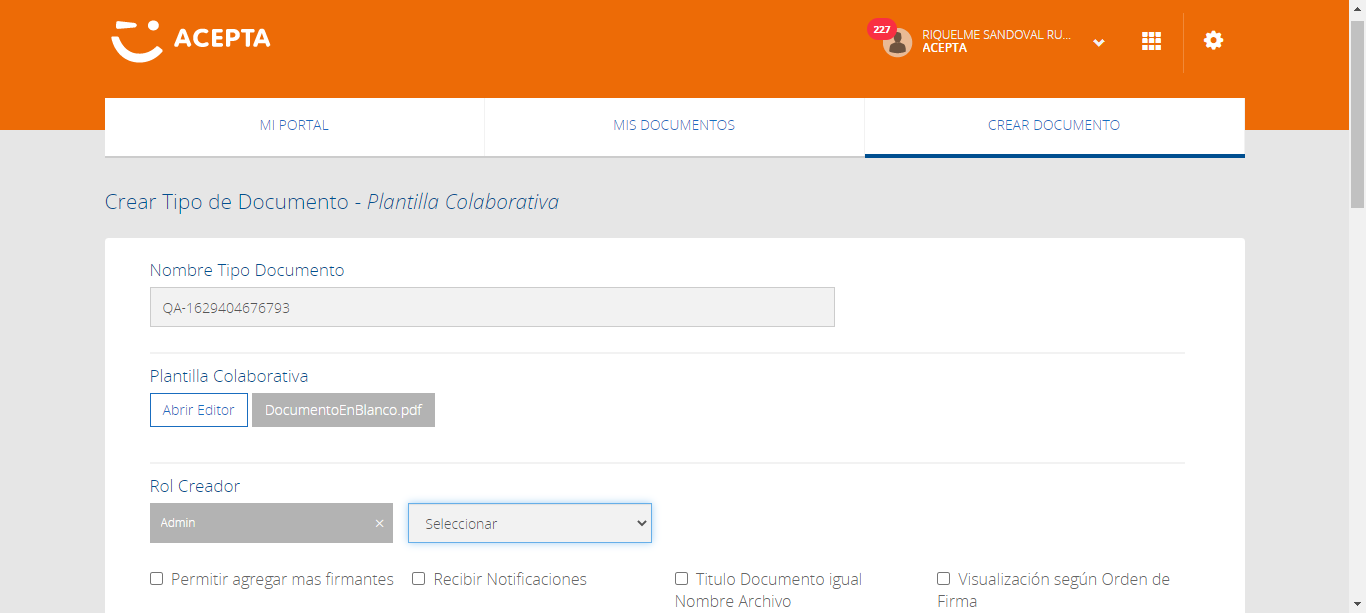 ACEPTA
227
RIQUELME SANDOVAL RU...
ACEPTA
MI PORTAL
MIS DOCUMENTOS
CREAR DOCUMENTO
Crear Tipo de Documento - Plantilla Colaborativa
Nombre Tipo Documento
QA-1629404676793
Plantilla Colaborativa
Abrir Editor
DocumentoEnBlanco.pdf
Rol Creador
Admin ×
Seleccionar
Permitir agregar mas firmantes
Recibir Notificaciones
Titulo Documento igual
Nombre Archivo
Visualización según Orden de
Firma